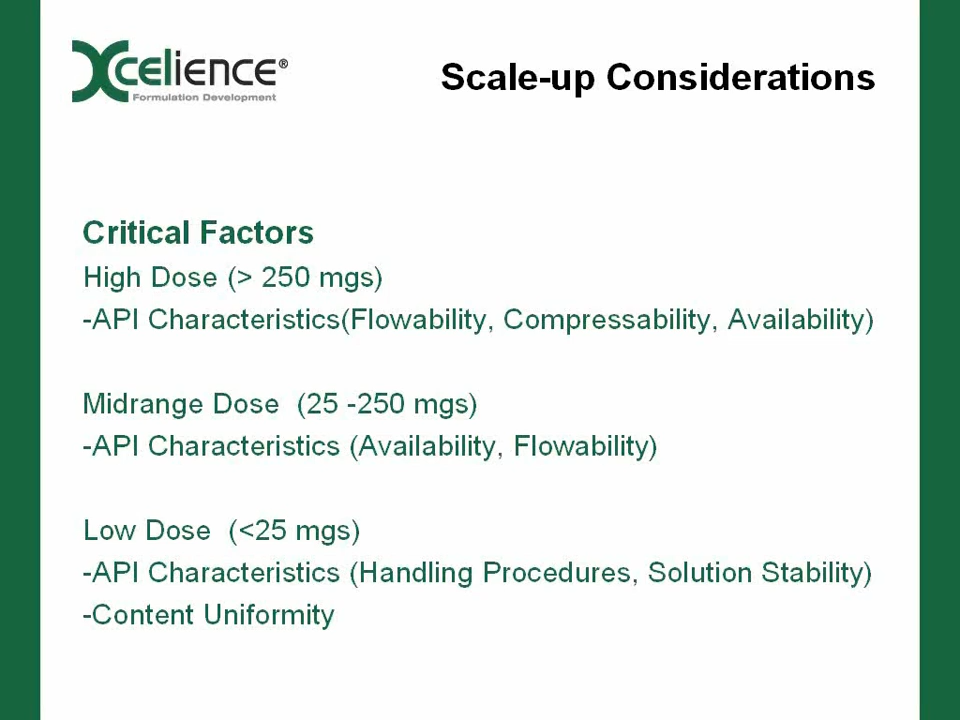 Xcelience®
Formulation Development
Scale-up Considerations
Critical Factors
High Dose (> 250 mgs)
-API Characteristics(Flowability, Compressability, Availability)
Midrange Dose  (25 -250 mgs)
-API Characteristics (Availability, Flowability)
Low Dose  (<25 mgs)
-API Characteristics (Handling Procedures, Solution Stability)
-Content Uniformity